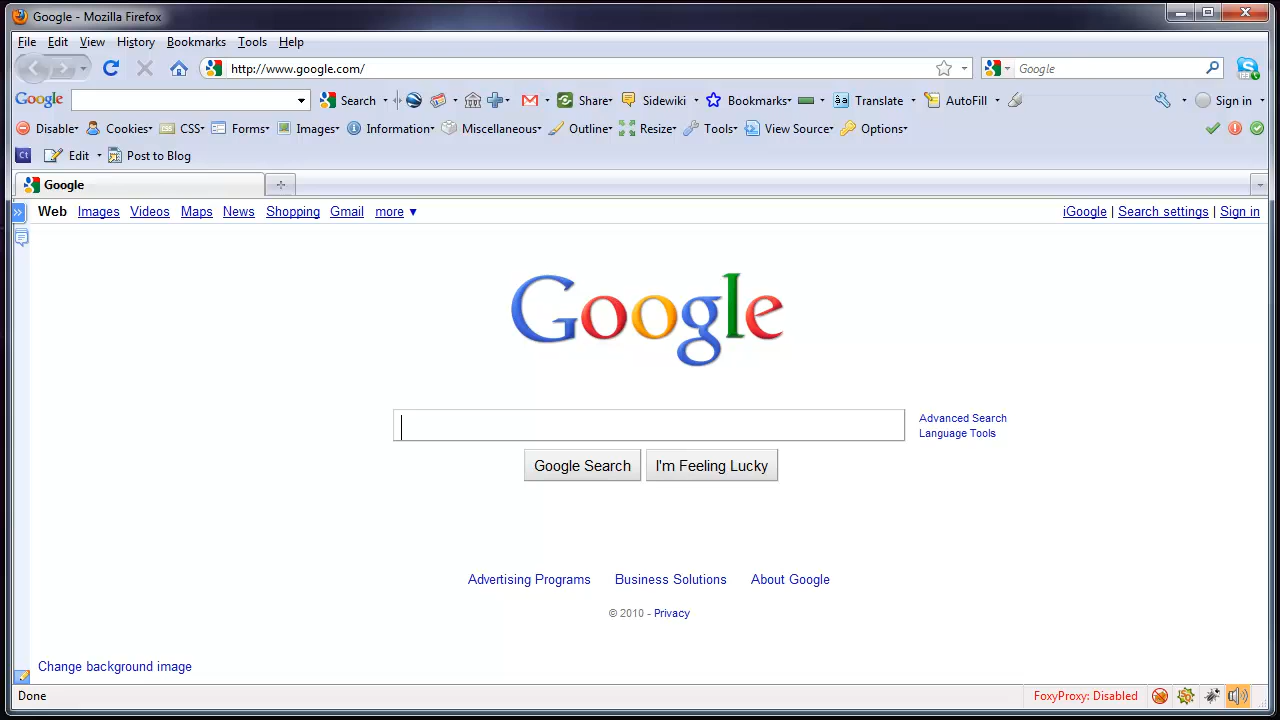 Google - Mozilla Firefox
File Edit View History Bookmarks Tools Help
http://www.google.com/ Google
Google Search Share Sidewiki Bookmarks Translate AutoFill Sign in
Disable Cookies CSS Forms Images Information Miscellaneous Outline Resize Tools View Source Options
Ct Edit Post to Blog
Google
Web Images Videos Maps News Shopping Gmail more ▼ iGoogle | Search settings | Sign in
Google
Advanced Search
Language Tools
Google Search I'm Feeling Lucky
Advertising Programs Business Solutions About Google
© 2010 - Privacy
Change background image
Done FoxyProxy: Disabled